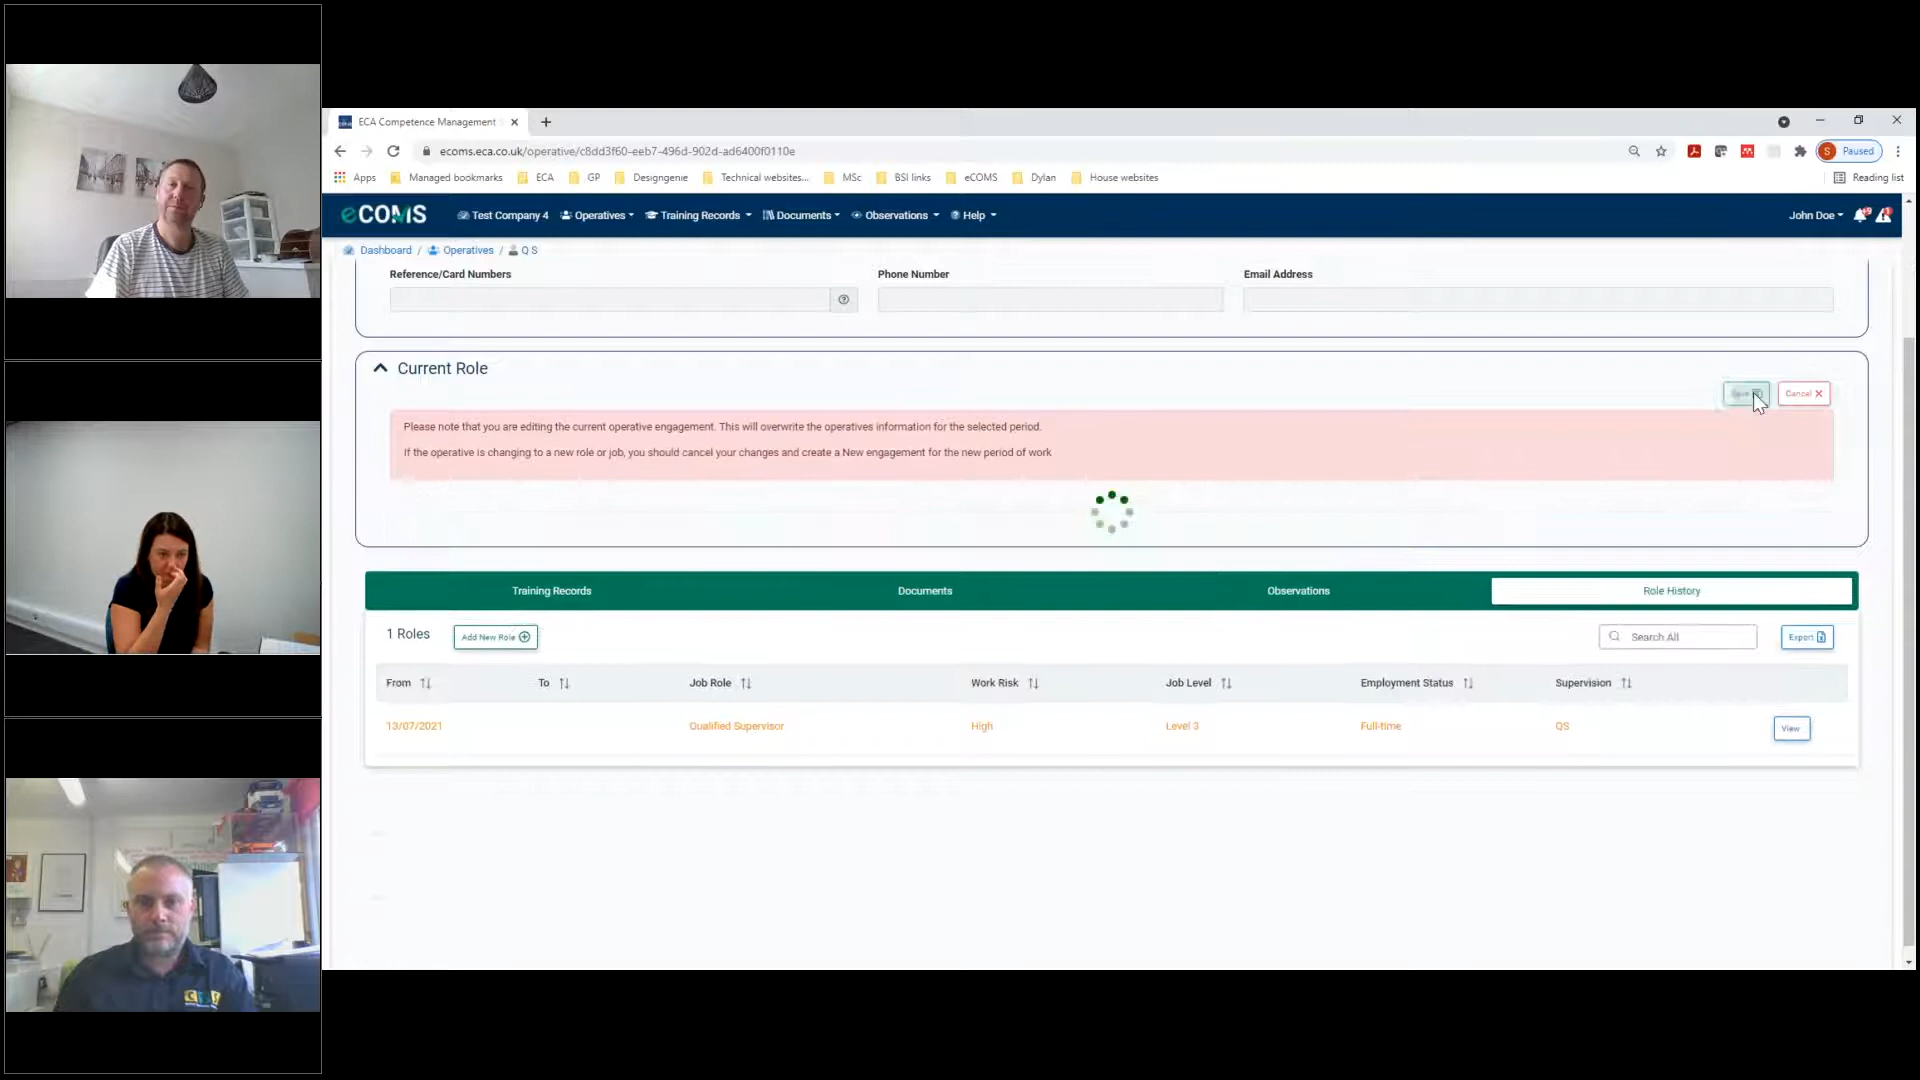 ECA Competence Management
ecoms.eca.co.uk/operative/c8dd3f60-eeb7-496d-902d-ad6400f0110e
S Paused
Apps Managed bookmarks ECA GP Designgenie Technical websites... MSc BSI links eCOMS Dylan House websites Reading list
eCOMS Test Company 4 Operatives Training Records Documents Observations Help John Doe
Dashboard / Operatives / Q S
Reference/Card Numbers Phone Number Email Address
Current Role
Save Cancel
Please note that you are editing the current operative engagement. This will overwrite the operatives information for the selected period.
If the operative is changing to a new role or job, you should cancel your changes and create a New engagement for the new period of work
Training Records Documents Observations Role History
1 Roles Add New Role Search All Export
From To Job Role Work Risk Job Level Employment Status Supervision
13/07/2021 Qualified Supervisor High Level 3 Full-time QS View